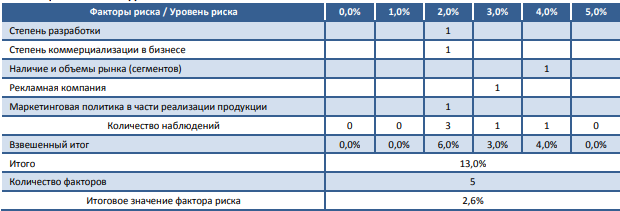 Факторы риска / Уровень риска 0,0% 1,0% 2,0% 3,0% 4,0% 5,0%
Степень разработки 1
Степень коммерциализации в бизнесе 1
Наличие и объемы рынка (сегментов) 1
Рекламная компания 1
Маркетинговая политика в части реализации продукции 1
Количество наблюдений 0 0 3 1 1 0
Взвешенный итог 0,0% 0,0% 6,0% 3,0% 4,0% 0,0%
Итого 13,0%
Количество факторов 5
Итоговое значение фактора риска 2,6%